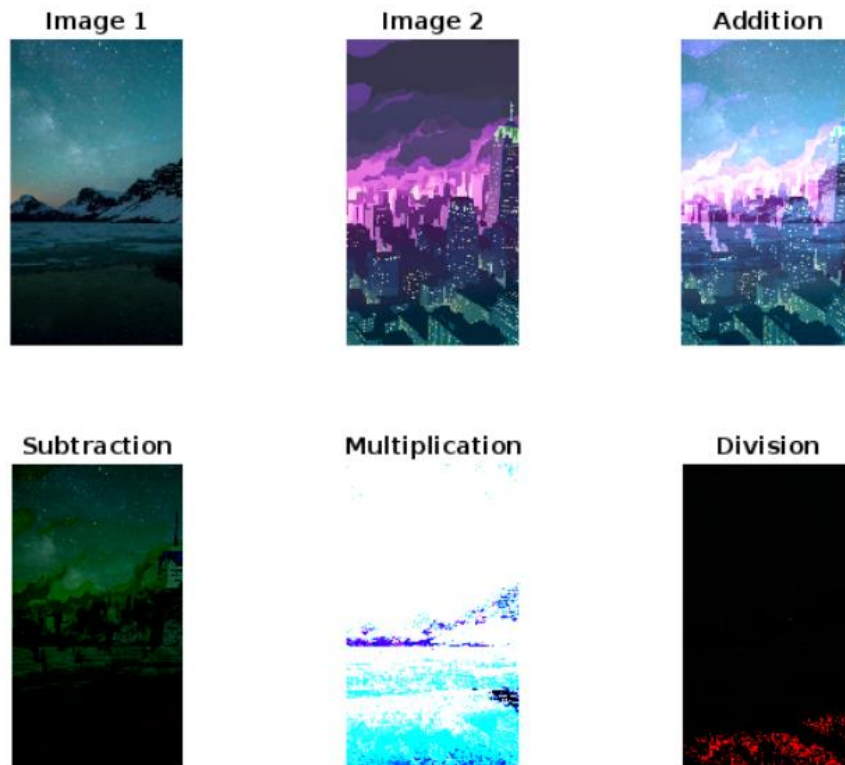 Image 1
Image 2
Addition
Subtraction
Multiplication
Division